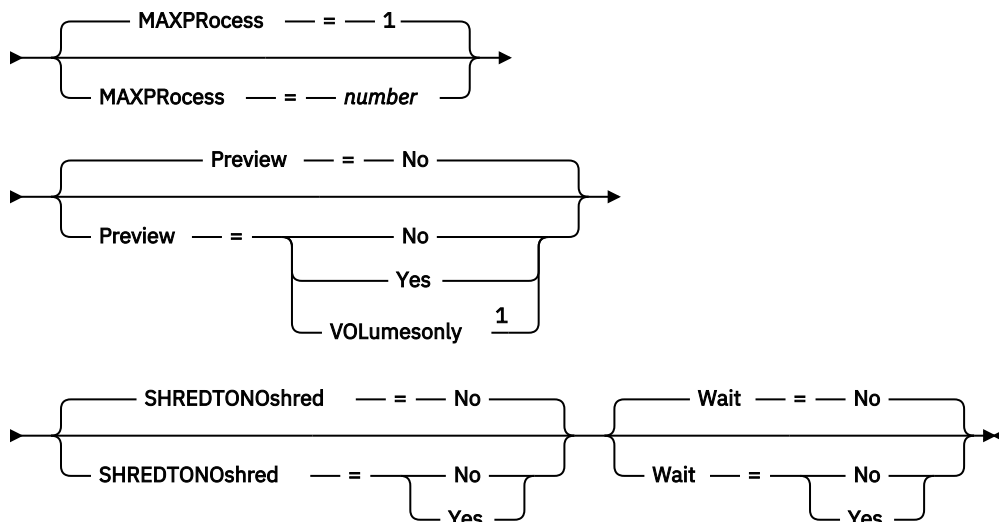 MAXPRocess = 1
MAXPRocess = number
Preview = No
Preview = No
Yes
VOLumesonly 1
SHREDTONOshred = No Wait = No
SHREDTONOshred = No Wait = No
Yes Yes